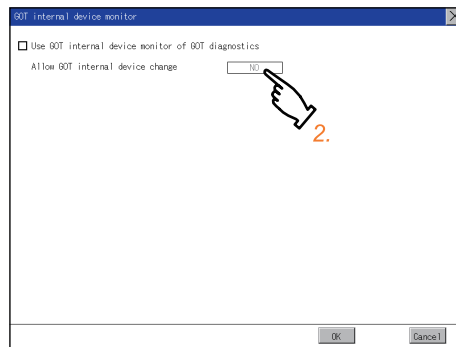 GOT internal device monitor
Use GOT internal device monitor of GOT diagnostics
Allow GOT internal device change NO
2.
OK Cancel